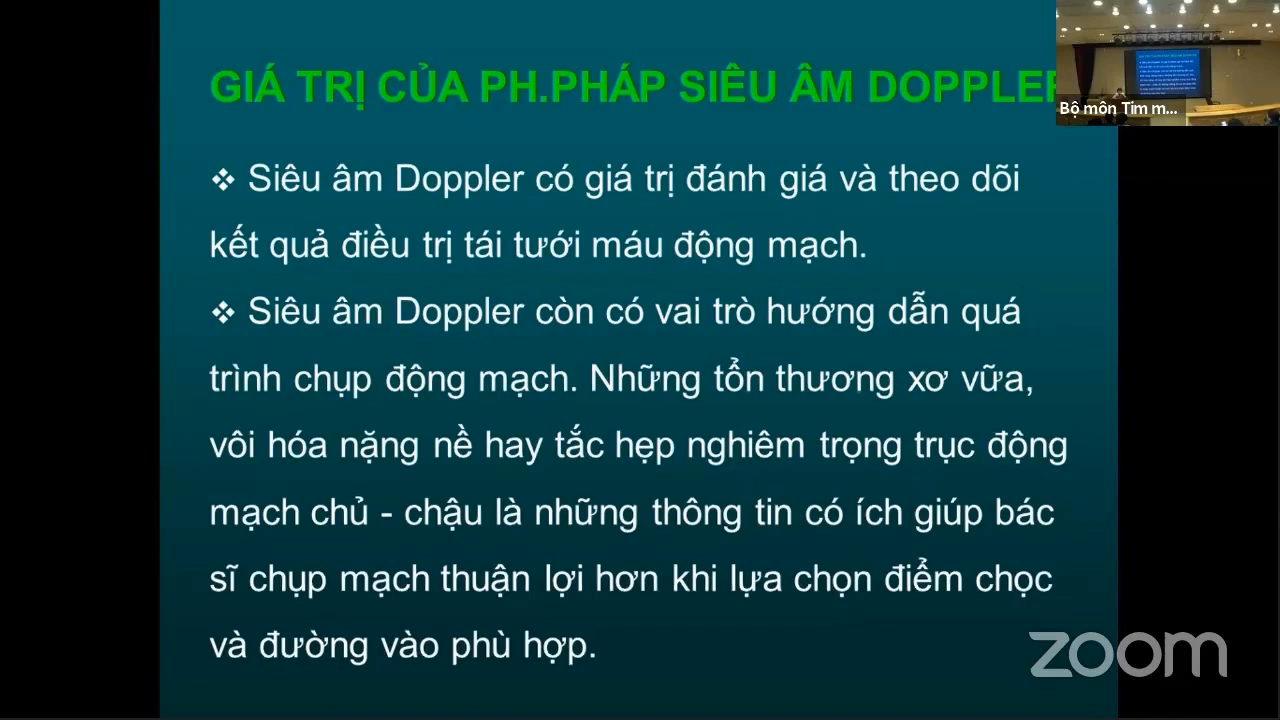 GIÁ TRỊ CỦA PH.PHÁP SIÊU ÂM DOPPLER
Bộ môn Tim m...
❖ Siêu âm Doppler có giá trị đánh giá và theo dõi
kết quả điều trị tái tưới máu động mạch.
❖ Siêu âm Doppler còn có vai trò hướng dẫn quá
trình chụp động mạch. Những tổn thương xơ vữa,
vôi hóa nặng nề hay tắc hẹp nghiêm trọng trục động
mạch chủ - chậu là những thông tin có ích giúp bác
sĩ chụp mạch thuận lợi hơn khi lựa chọn điểm chọc
và đường vào phù hợp.
zoom